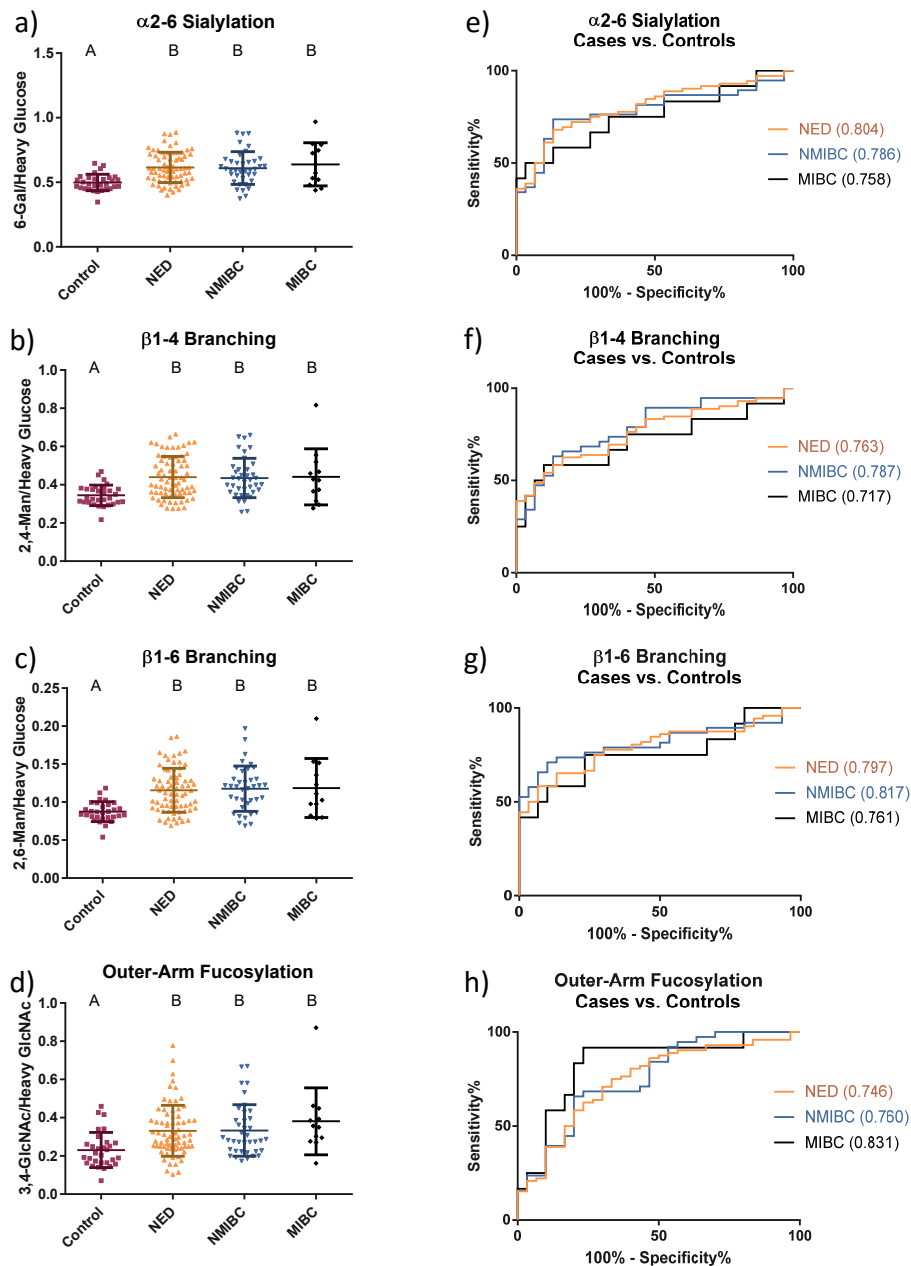 a)
α2-6 Sialylation
A B B B
1.5
1.0
0.5
0.0
6-Gal/Heavy Glucose
Control NED NMIBC MIBC
e)
α2-6 Sialylation
Cases vs. Controls
100
50
0
Sensitivity%
NED (0.804)
NMIBC (0.786)
MIBC (0.758)
0 50 100
100% - Specificity%
b)
β1-4 Branching
A B B B
1.0
0.8
0.6
0.4
0.2
0.0
2,4-Man/Heavy Glucose
Control NED NMIBC MIBC
f)
β1-4 Branching
Cases vs. Controls
100
50
0
Sensitivity%
NED (0.763)
NMIBC (0.787)
MIBC (0.717)
0 50 100
100% - Specificity%
c)
β1-6 Branching
A B B B
0.25
0.20
0.15
0.10
0.05
0.00
2,6-Man/Heavy Glucose
Control NED NMIBC MIBC
g)
β1-6 Branching
Cases vs. Controls
100
50
0
Sensitivity%
NED (0.797)
NMIBC (0.817)
MIBC (0.761)
0 50 100
100% - Specificity%
d)
Outer-Arm Fucosylation
A B B B
1.0
0.8
0.6
0.4
0.2
0.0
3,4-GlcNAc/Heavy GlcNAc
Control NED NMIBC MIBC
h)
Outer-Arm Fucosylation
Cases vs. Controls
100
50
0
Sensitivity%
NED (0.746)
NMIBC (0.760)
MIBC (0.831)
0 50 100
100% - Specificity%